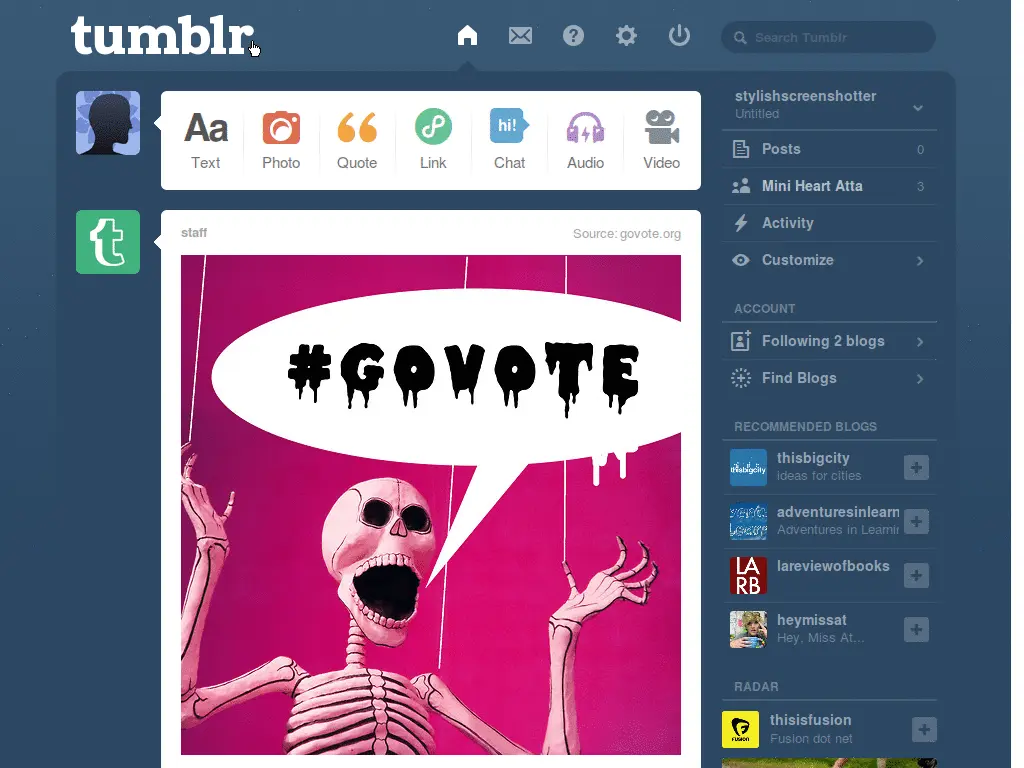 tumblr.
Search Tumblr
Aa
Text
Photo
Quote
Link
hi!
Chat
Audio
Video
stylishscreenshotter
Untitled
Posts 0
Mini Heart Atta 3
Activity
Customize
ACCOUNT
Following 2 blogs
Find Blogs
RECOMMENDED BLOGS
thisbigcity
thisbigcity
ideas for cities
adventuresinlearn
Adventures in Learni
LA
RB
lareviewofbooks
heymissat
Hey, Miss At...
RADAR
FUSION
thisisfusion
Fusion dot net
t
staff
Source: govote.org
#GOVOTE